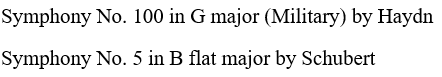 Symphony No. 100 in G major (Military) by Haydn
Symphony No. 5 in B flat major by Schubert